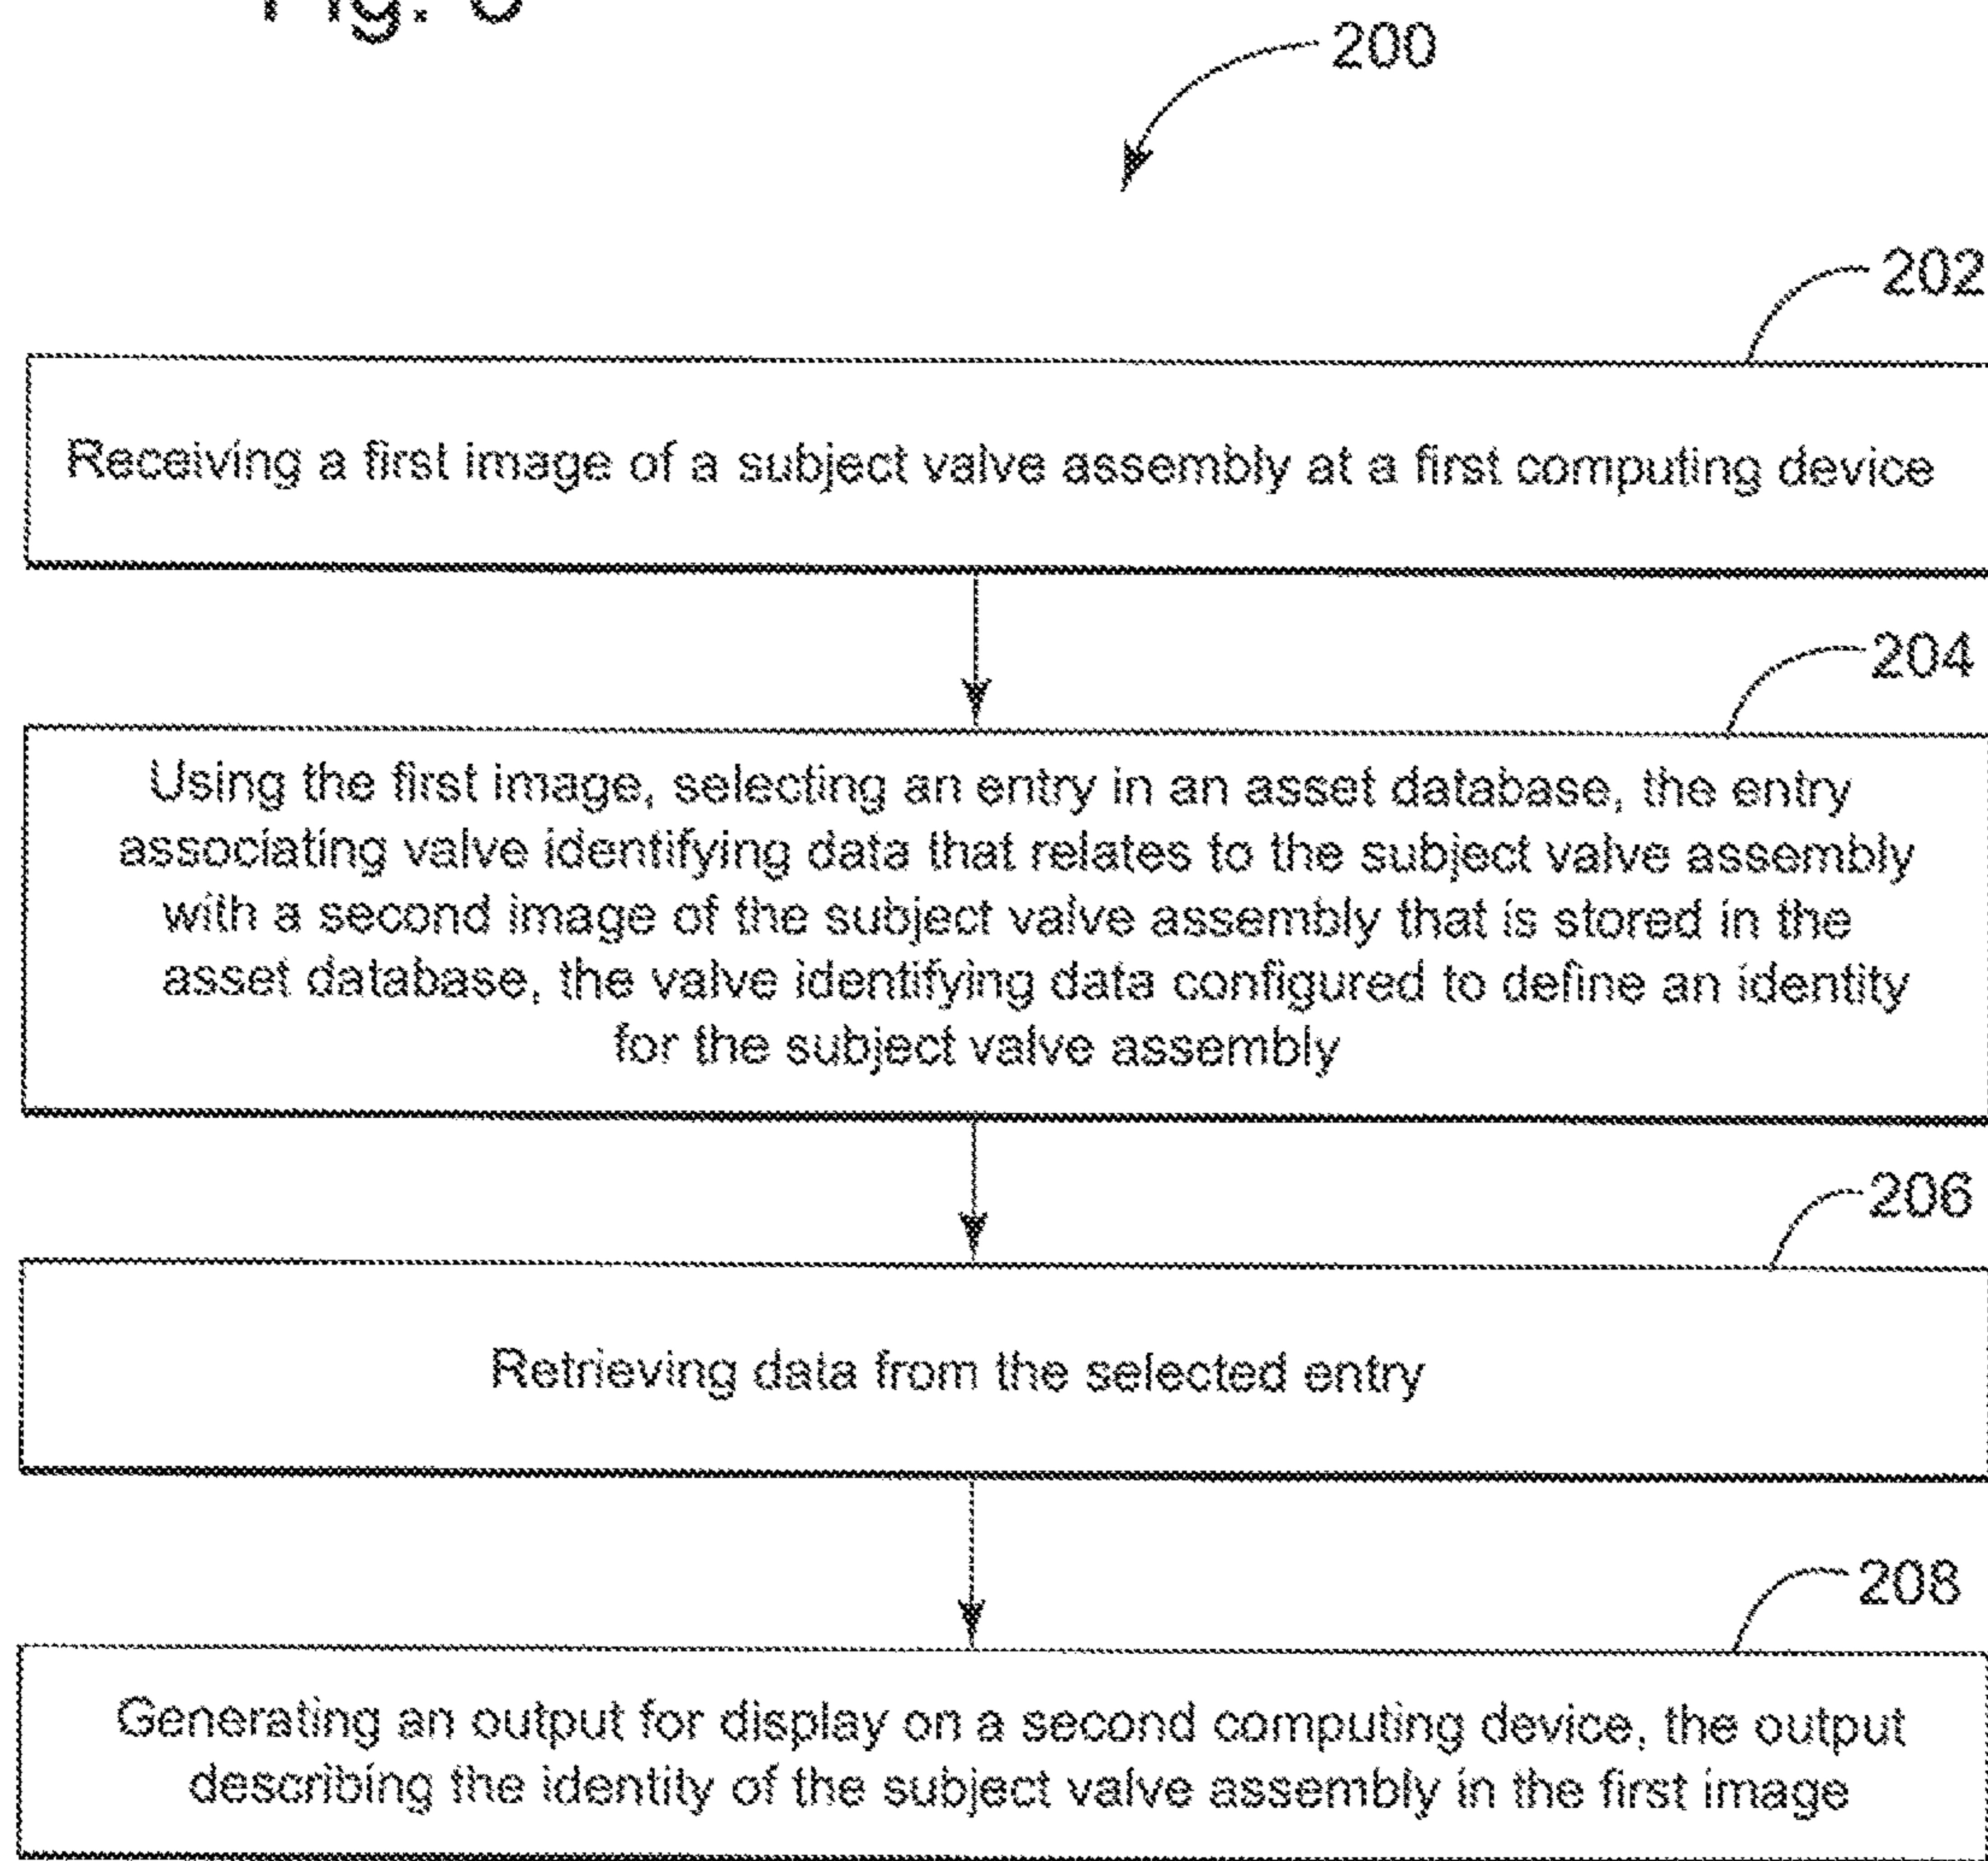 Fig.
200
202
Receiving a first image of a subject valve assembly at a first computing device
204
Using the first image, selecting an entry in an asset database, the entry
associating valve identifying data that relates to the subject valve assembly
with a second image of the subject valve assembly that is stored in the
asset database, the valve identifying data configured to define an identity
for the subject valve assembly
206
Retrieving data from the selected entry
208
Generating an output for display on a second computing device, the output
describing the identity of the subject valve assembly in the first image